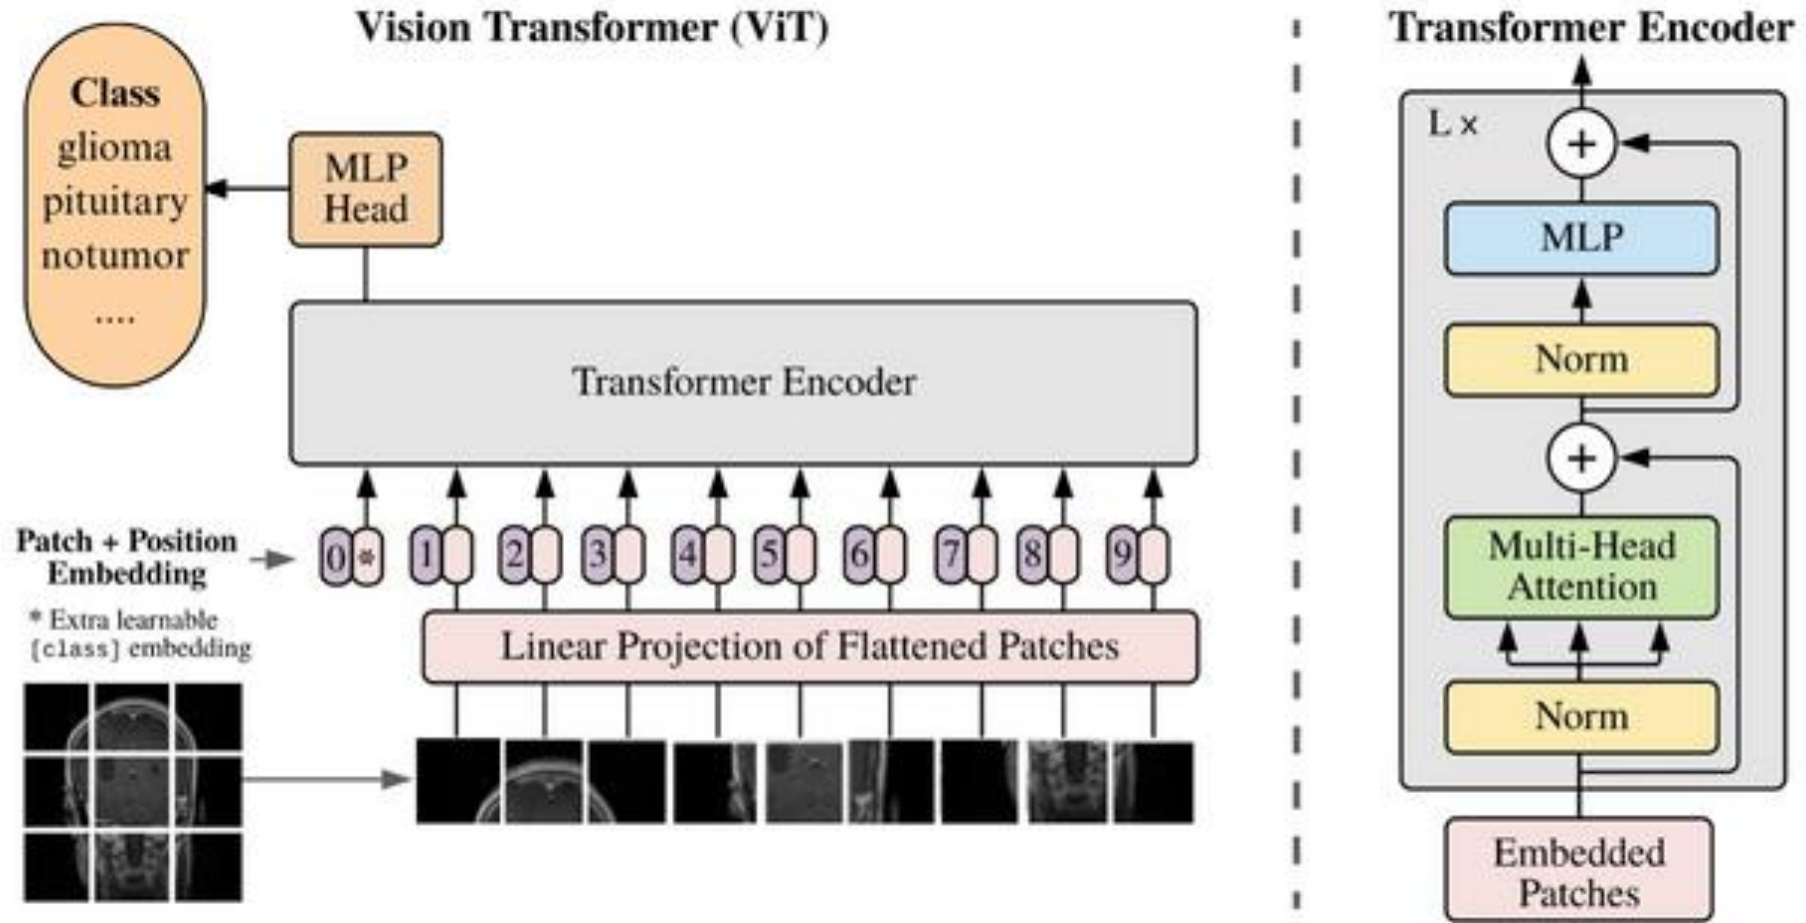 Vision Transformer (ViT)
Class
glioma
pituitary
notumor
....
MLP
Head
Transformer Encoder
Patch + Position
Embedding
0 * 1 2 3 4 5 6 7 8 9
* Extra learnable
[class] embedding
Linear Projection of Flattened Patches
Transformer Encoder
L ×
+
MLP
Norm
+
Multi-Head
Attention
Norm
Embedded
Patches